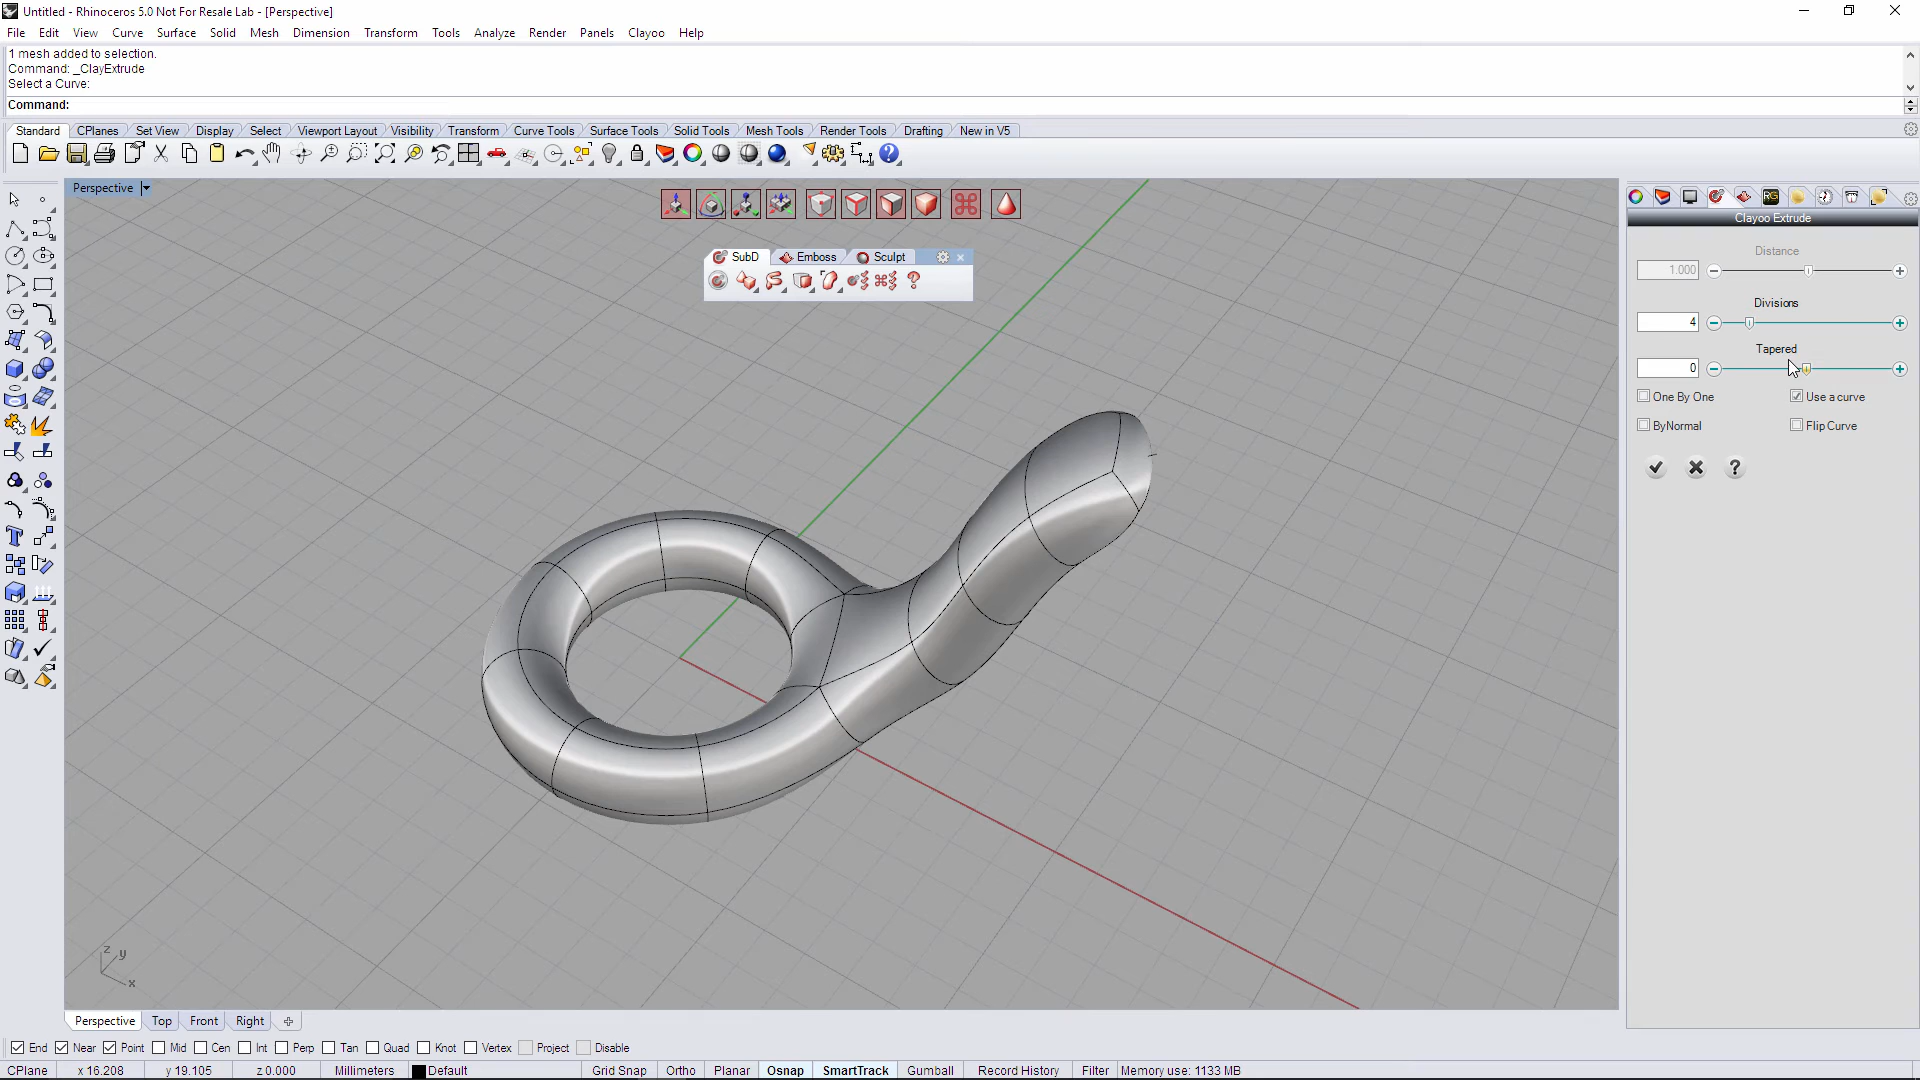 Untitled - Rhinoceros 5.0 Not For Resale Lab - [Perspective]
File Edit View Curve Surface Solid Mesh Dimension Transform Tools Analyze Render Panels Clayoo Help
1 mesh added to selection.
Command: _ClayExtrude
Select a Curve:
Command:
Standard CPlanes Set View Display Select Viewport Layout Visibility Transform Curve Tools Surface Tools Solid Tools Mesh Tools Render Tools Drafting New in V5
Perspective
SubD Emboss Sculpt
RG
Clayoo Extrude
Distance
1.000
Divisions
4
Tapered
0
One By One Use a curve
ByNormal Flip Curve
z y
x
Perspective Top Front Right
End Near Point Mid Cen Int Perp Tan Quad Knot Vertex Project Disable
CPlane x 16.208 y 19.105 z 0.000 Millimeters Default Grid Snap Ortho Planar Osnap SmartTrack Gumball Record History Filter Memory use: 1133 MB